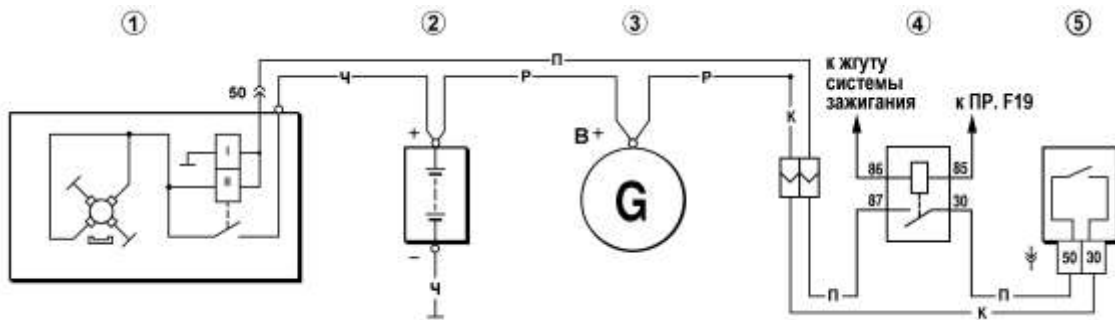 1
2
3
4
5
50
Ч
П
Р
Р
К
+
−
Ч
B+
G
I
II
к жгуту
системы
зажигания
к ПР. F19
86
85
87
30
П
П
К
50
30